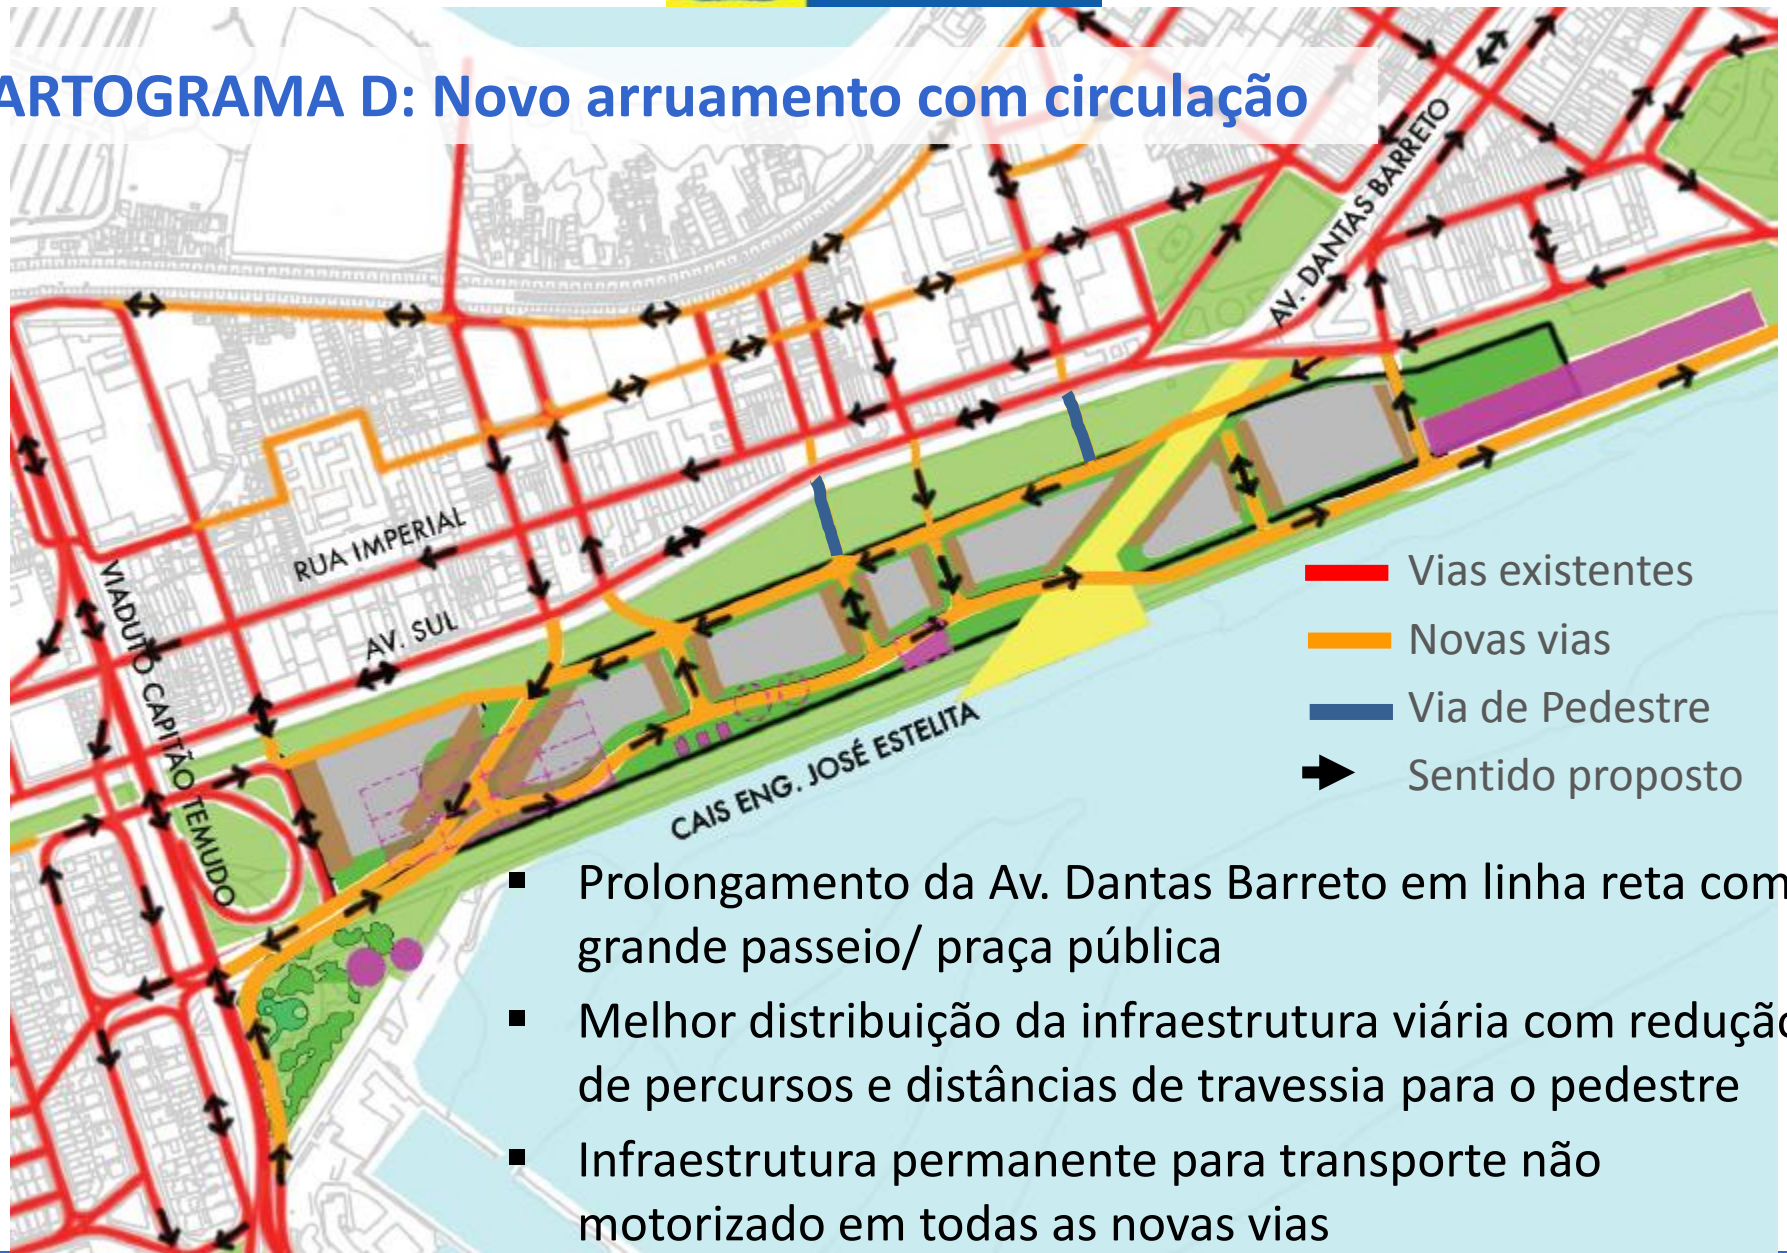 ARTOGRAMA D: Novo arruamento com circulação
AV. DANTAS BARRETO
RUA IMPERIAL
AV. SUL
VIADUTO CAPITÃO TEMUDO
CAIS ENG. JOSÉ ESTELITA
Vias existentes
Novas vias
Via de Pedestre
Sentido proposto
▪ Prolongamento da Av. Dantas Barreto em linha reta com
grande passeio/ praça pública
▪ Melhor distribuição da infraestrutura viária com redução
de percursos e distâncias de travessia para o pedestre
▪ Infraestrutura permanente para transporte não
motorizado em todas as novas vias